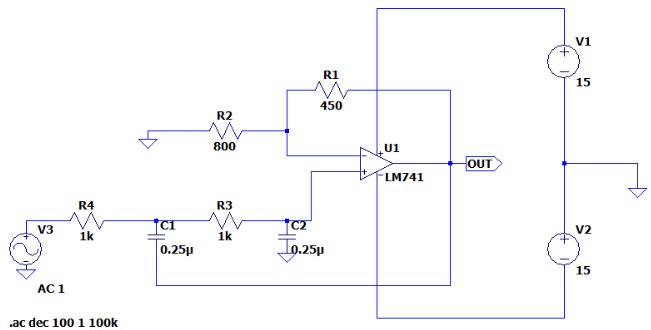 V1
15
R1
450
R2
800
U1
LM741
OUT
R4
1k
C1
0.25µ
R3
1k
C2
0.25µ
V3
AC 1
V2
15
.ac dec 100 1 100k